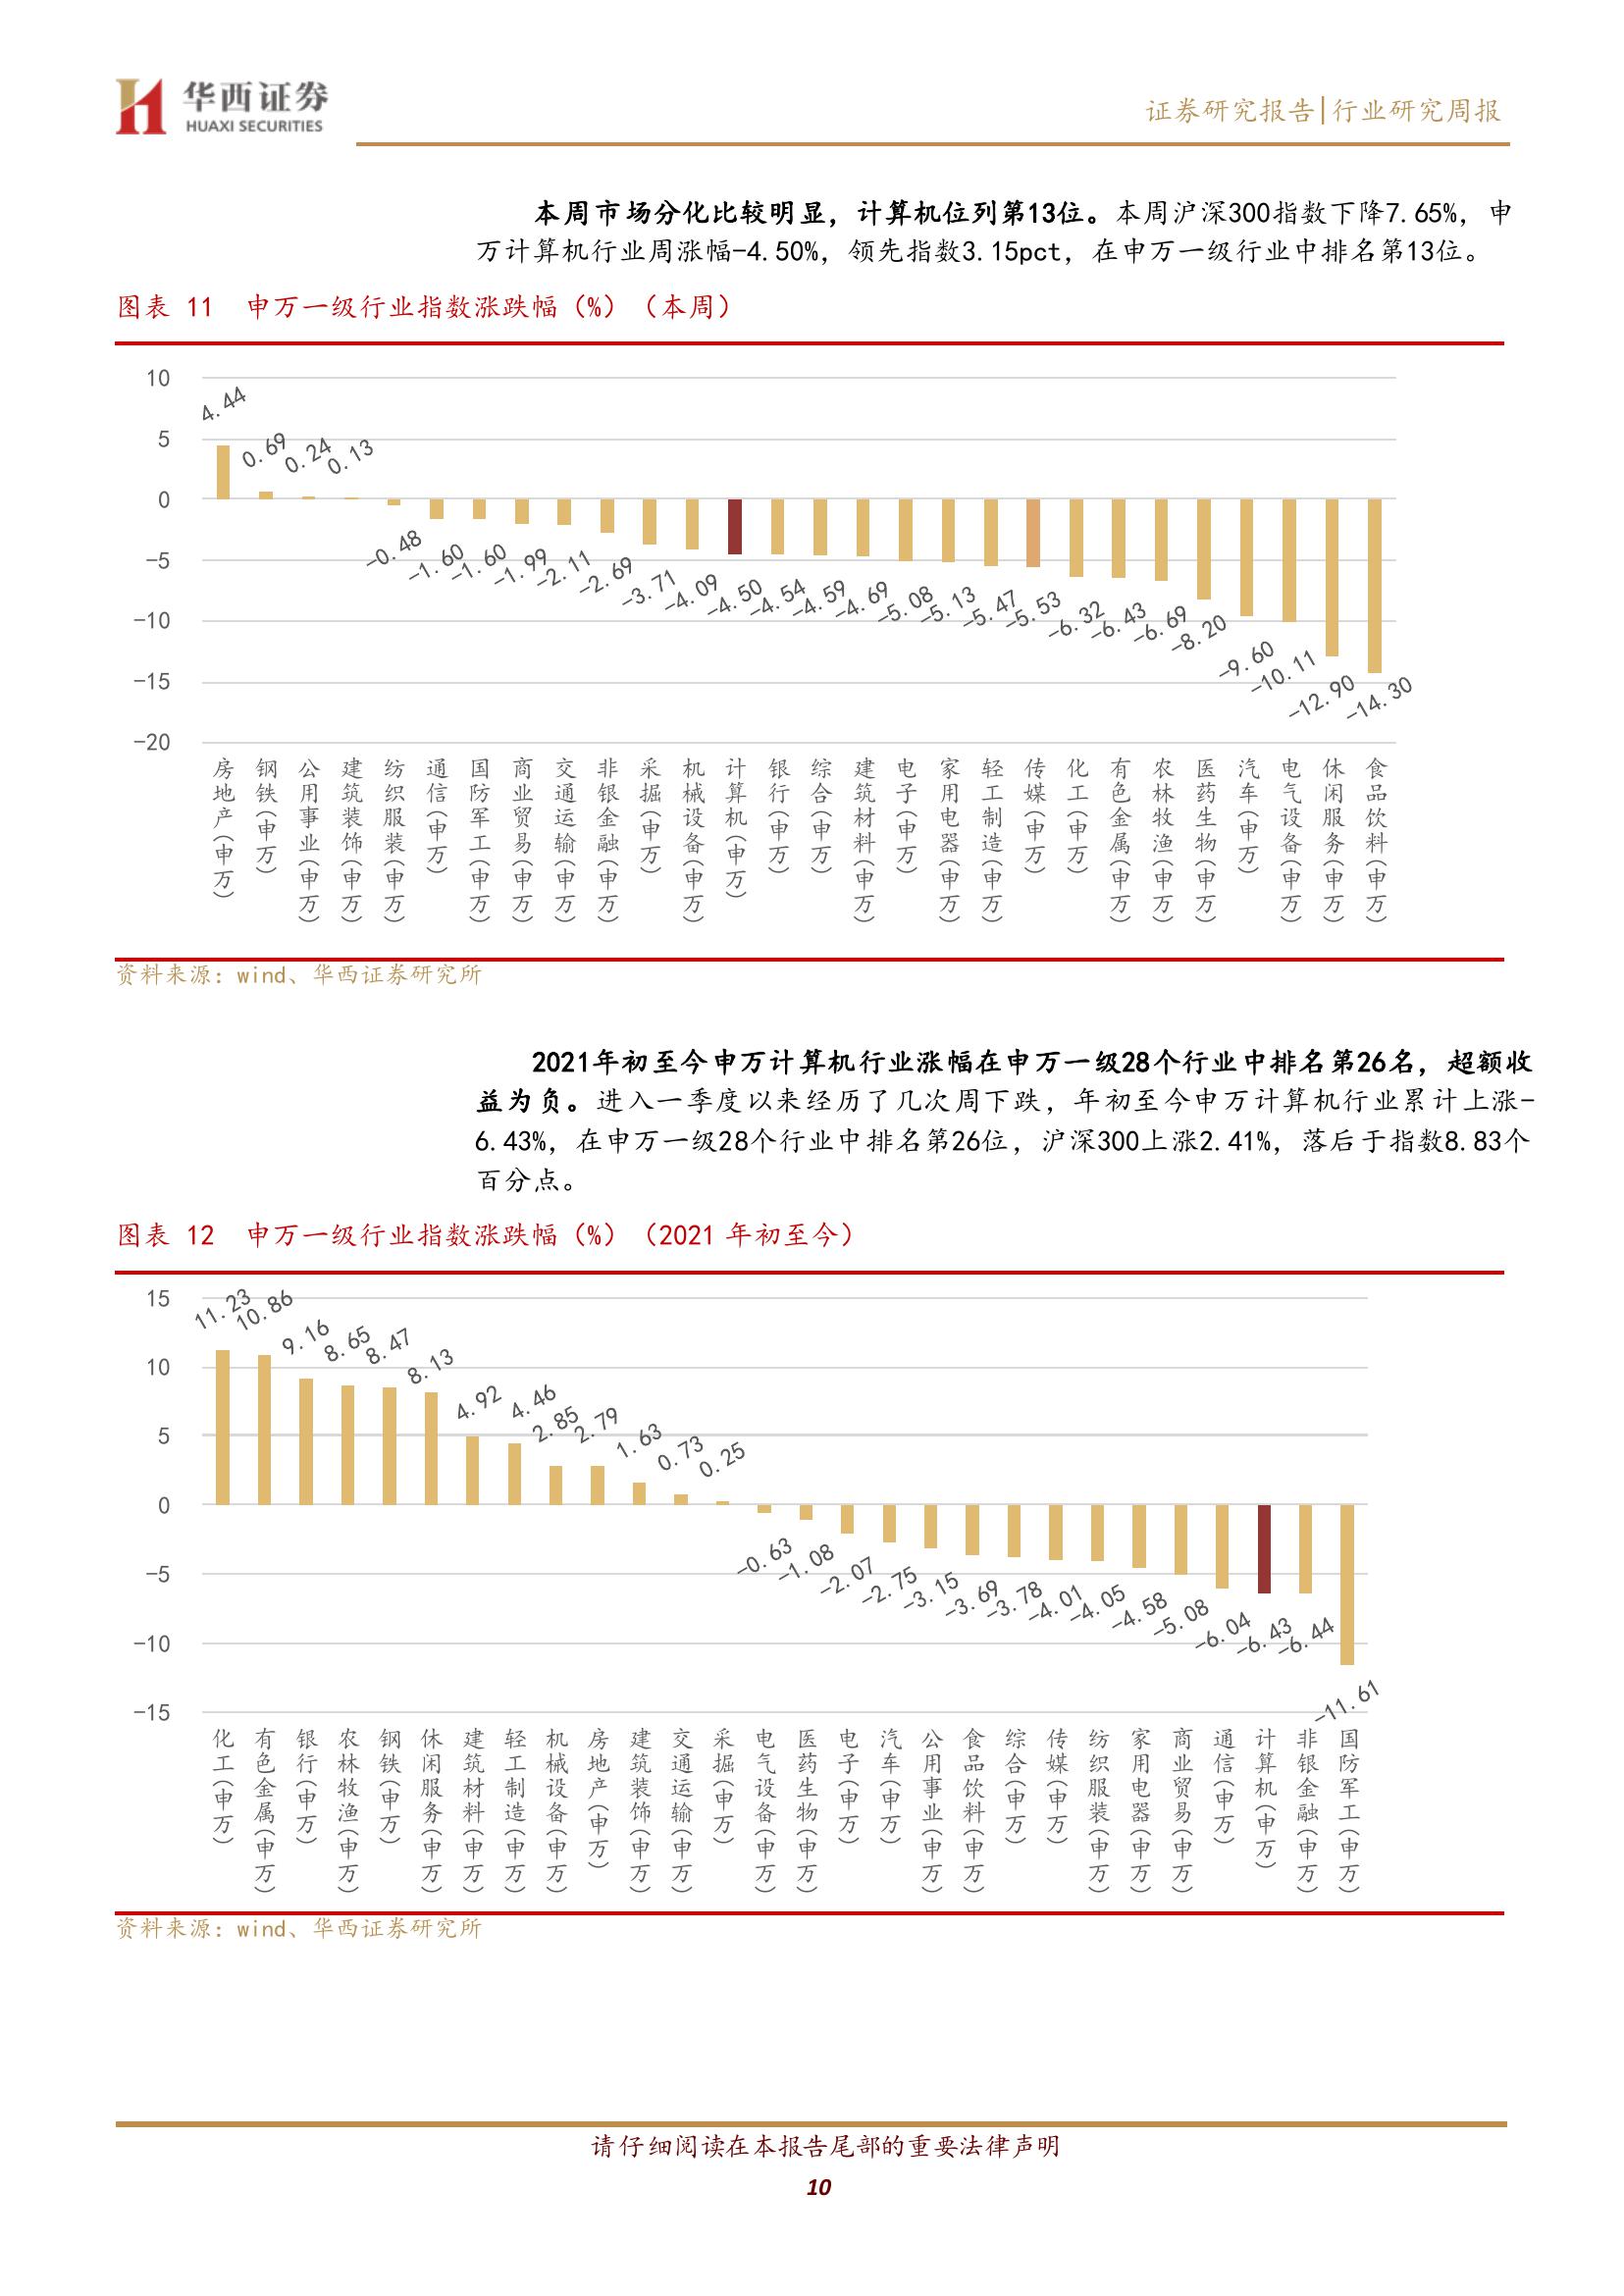 华西证券
HUAXI SECURITIES
证券研究报告|行业研究周报
本周市场分化比较明显，计算机位列第13位。本周沪深300指数下降7.65%，申
万计算机行业周涨幅-4.50%，领先指数3.15pct，在申万一级行业中排名第13位。
图表 11 申万一级行业指数涨跌幅（%）（本周）
10
5
0
-5
-10
-15
-20
4.44
0.69
0.24
0.13
-0.48
-1.60
-1.60
-1.99
-2.11
-2.69
-3.71
-4.09
-4.50
-4.54
-4.59
-4.69
-5.08
-5.13
-5.47
-5.53
-6.32
-6.43
-6.69
-8.20
-9.60
-10.11
-12.90
-14.30
房地产(申万)
钢铁(申万)
公用事业(申万)
建筑装饰(申万)
纺织服装(申万)
通信(申万)
国防军工(申万)
商业贸易(申万)
交通运输(申万)
非银金融(申万)
采掘(申万)
机械设备(申万)
计算机(申万)
银行(申万)
综合(申万)
建筑材料(申万)
电子(申万)
家用电器(申万)
轻工制造(申万)
传媒(申万)
化工(申万)
有色金属(申万)
农林牧渔(申万)
医药生物(申万)
汽车(申万)
电气设备(申万)
休闲服务(申万)
食品饮料(申万)
资料来源：wind、华西证券研究所
2021年初至今申万计算机行业涨幅在申万一级28个行业中排名第26名，超额收
益为负。进入一季度以来经历了几次周下跌，年初至今申万计算机行业累计上涨-
6.43%，在申万一级28个行业中排名第26位，沪深300上涨2.41%，落后于指数8.83个
百分点。
图表 12 申万一级行业指数涨跌幅（%）（2021 年初至今）
15
10
5
0
-5
-10
-15
11.23
10.86
9.16
8.65
8.47
8.13
4.92
4.46
2.85
2.79
1.63
0.73
0.25
-0.63
-1.08
-2.07
-2.75
-3.15
-3.69
-3.78
-4.01
-4.05
-4.58
-5.08
-6.04
-6.43
-6.44
-11.61
化工(申万)
有色金属(申万)
银行(申万)
农林牧渔(申万)
钢铁(申万)
休闲服务(申万)
建筑材料(申万)
轻工制造(申万)
机械设备(申万)
房地产(申万)
建筑装饰(申万)
交通运输(申万)
采掘(申万)
电气设备(申万)
医药生物(申万)
电子(申万)
汽车(申万)
公用事业(申万)
食品饮料(申万)
综合(申万)
传媒(申万)
纺织服装(申万)
家用电器(申万)
商业贸易(申万)
通信(申万)
计算机(申万)
非银金融(申万)
国防军工(申万)
资料来源：wind、华西证券研究所
请仔细阅读在本报告尾部的重要法律声明
10